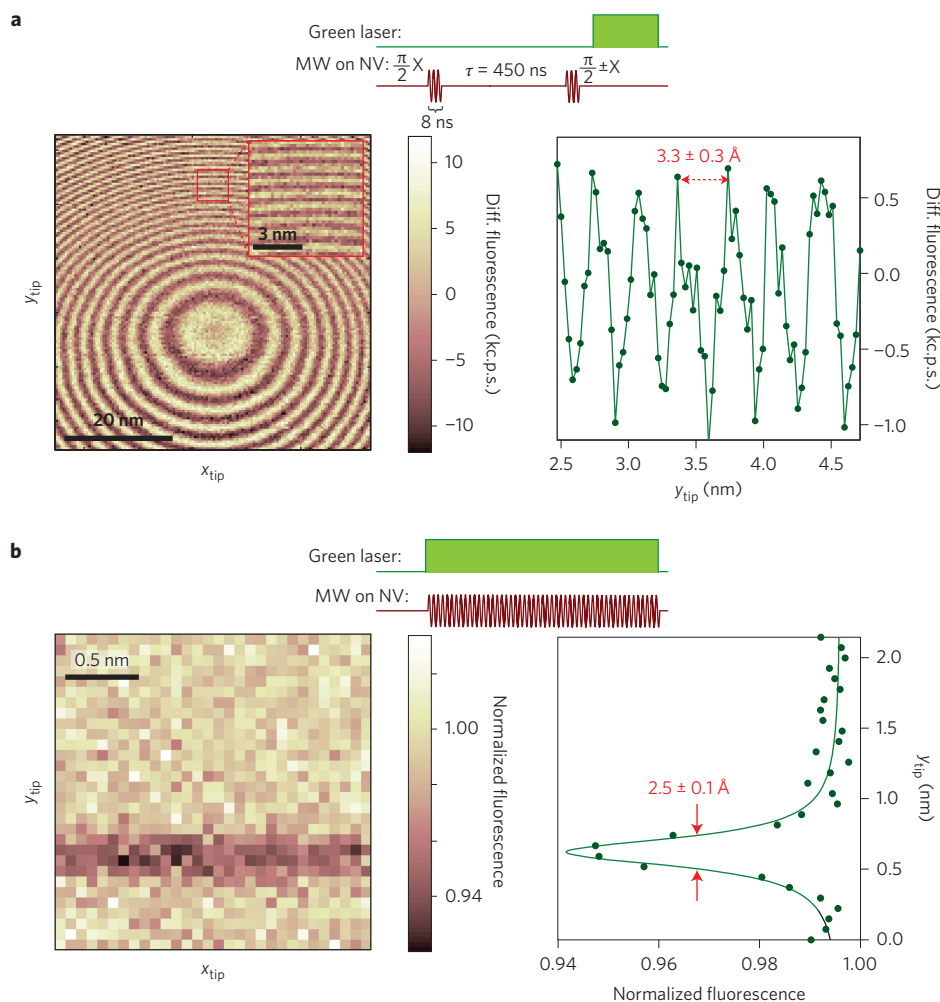 a
Green laser:
MW on NV: π/2 X
τ = 450 ns
π/2 ±X
8 ns
3 nm
20 nm
y_tip
x_tip
10
5
0
−5
−10
Diff. fluorescence (kc.p.s.)
3.3 ± 0.3 Å
0.5
0.0
−0.5
−1.0
Diff. fluorescence (kc.p.s.)
2.5 3.0 3.5 4.0 4.5
y_tip (nm)
b
Green laser:
MW on NV:
0.5 nm
y_tip
x_tip
1.00
0.94
Normalized fluorescence
2.5 ± 0.1 Å
2.0
1.5
1.0
0.5
0.0
y_tip (nm)
0.94 0.96 0.98 1.00
Normalized fluorescence